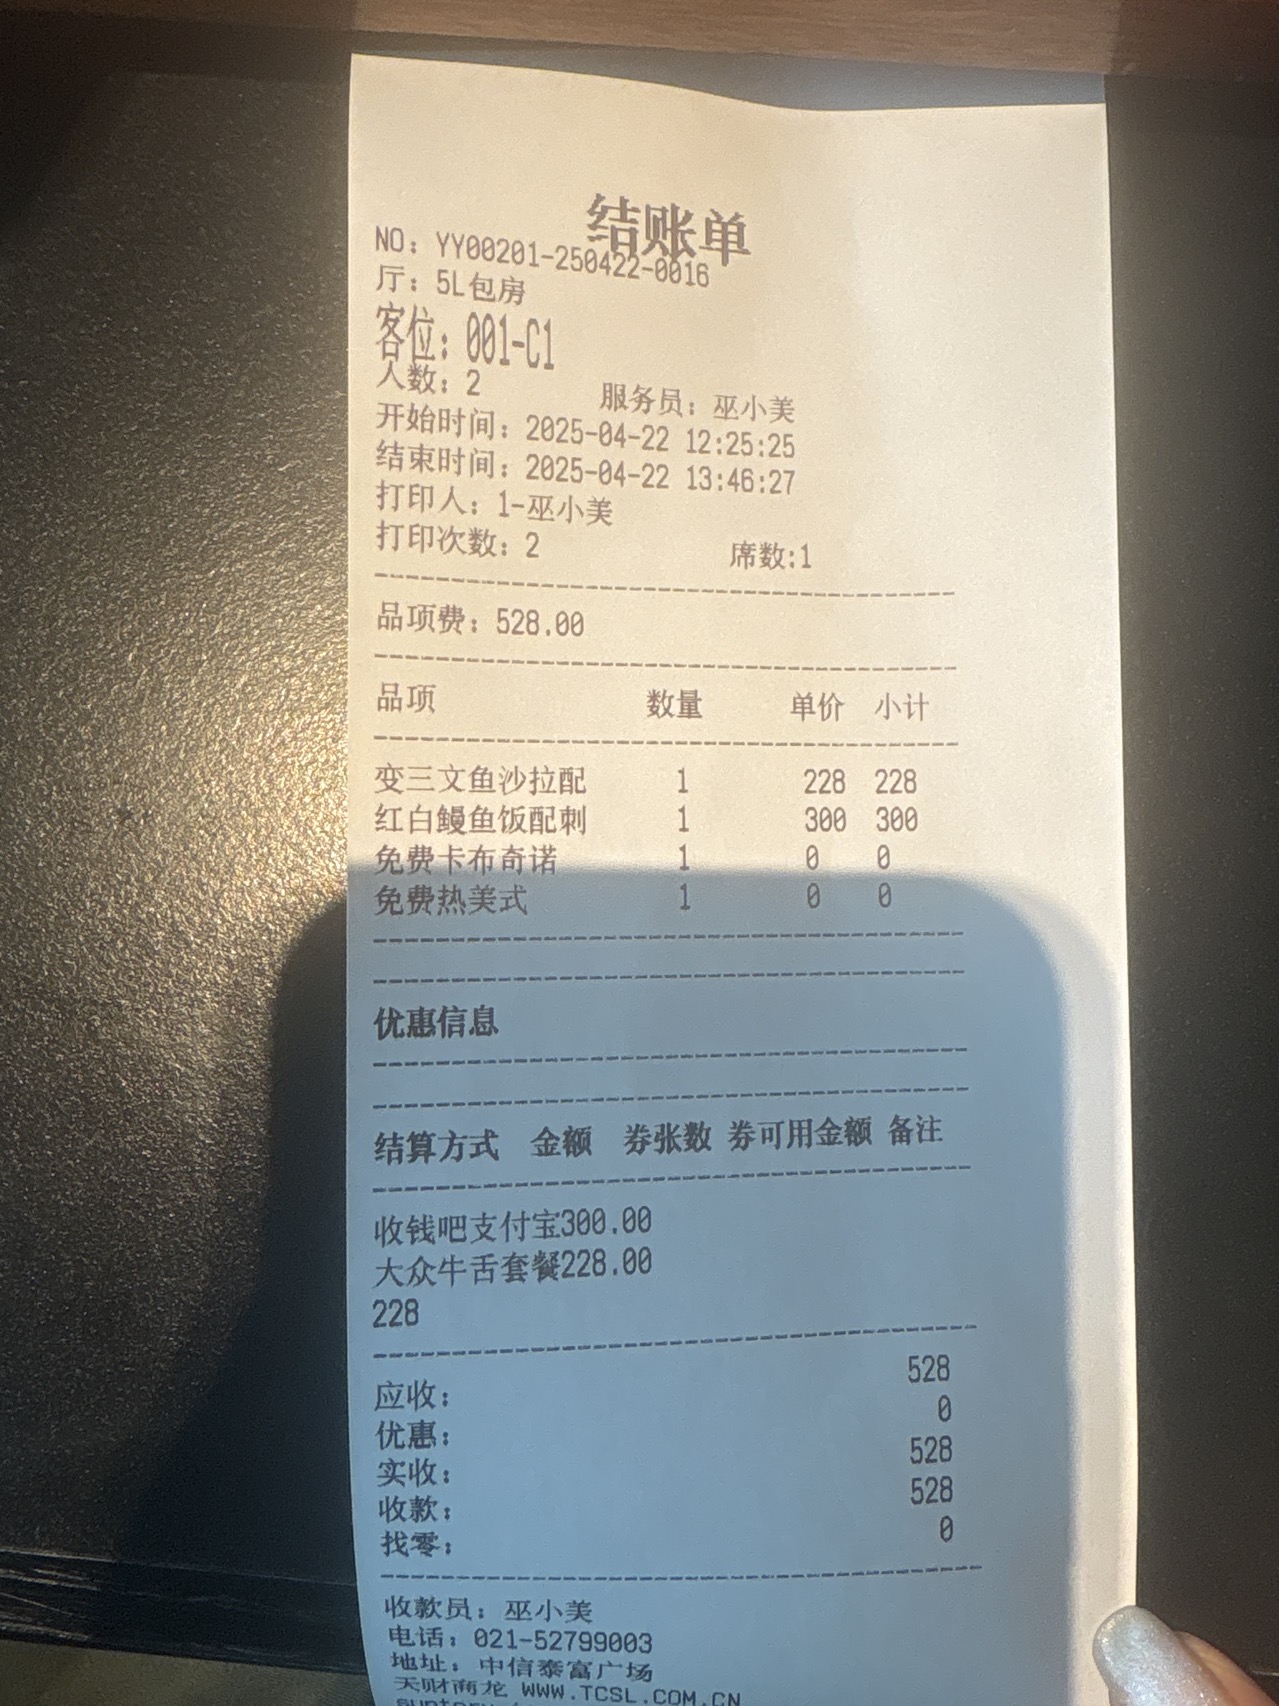 结账单
NO: YY00201-250422-0016
厅: 5L包房
客位: 001-C1
人数: 2 服务员: 巫小美
开始时间: 2025-04-22 12:25:25
结束时间: 2025-04-22 13:46:27
打印人: 1-巫小美
打印次数: 2 席数:1
品项费: 528.00
品项 数量 单价 小计
变三文鱼沙拉配 1 228 228
红白鳗鱼饭配刺 1 300 300
免费卡布奇诺 1 0 0
免费热美式 1 0 0
优惠信息
结算方式 金额 券张数 券可用金额 备注
收钱吧支付宝300.00
大众牛舌套餐228.00
228
应收: 528
优惠: 0
实收: 528
收款: 528
找零: 0
收款员: 巫小美
电话: 021-52799003
地址: 中信泰富广场
天财商龙 WWW.TCSL.COM.CN